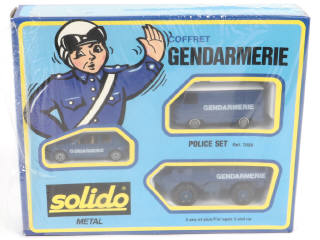 COFFRET
GENDARMERIE
GENDARMERIE
GENDARMERIE
POLICE SET
GENDARMERIE
solido
METAL